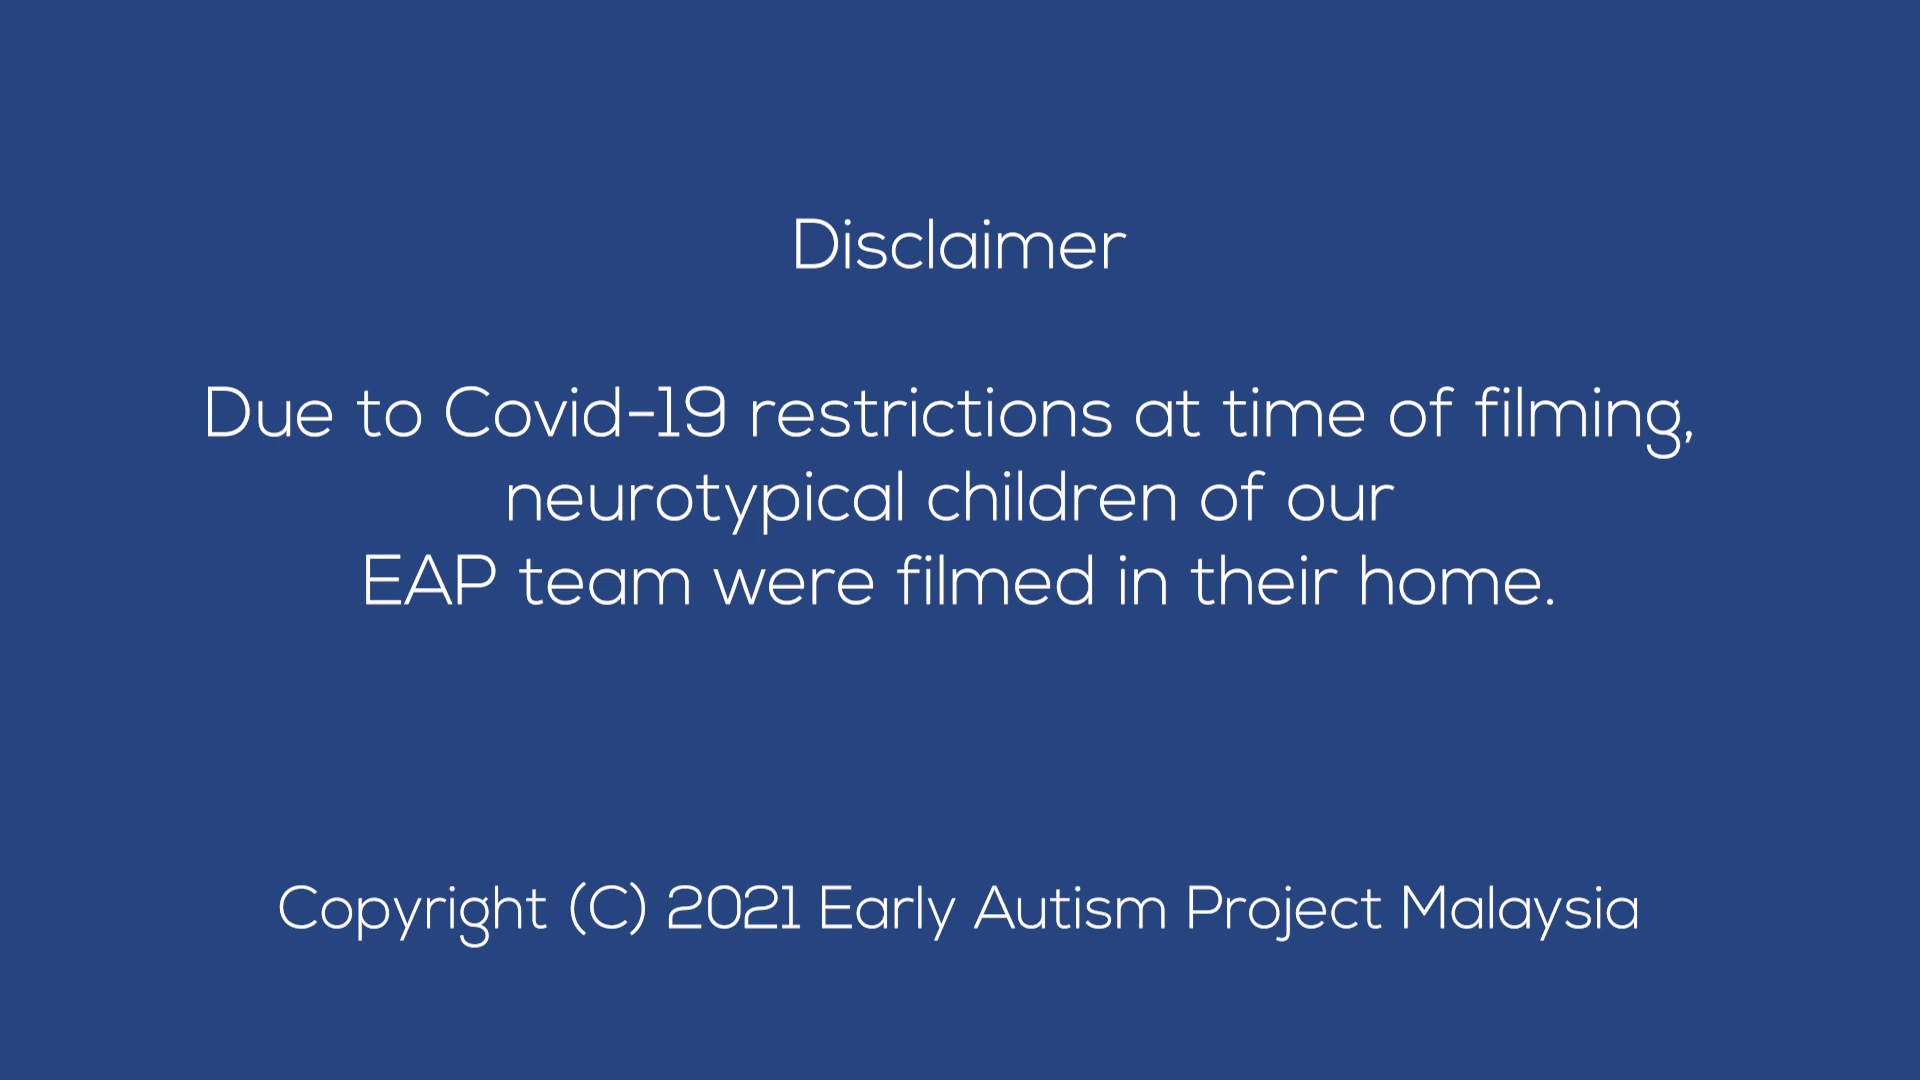 Disclaimer
Due to Covid-19 restrictions at time of filming,
neurotypical children of our
EAP team were filmed in their home.
Copyright (C) 2021 Early Autism Project Malaysia